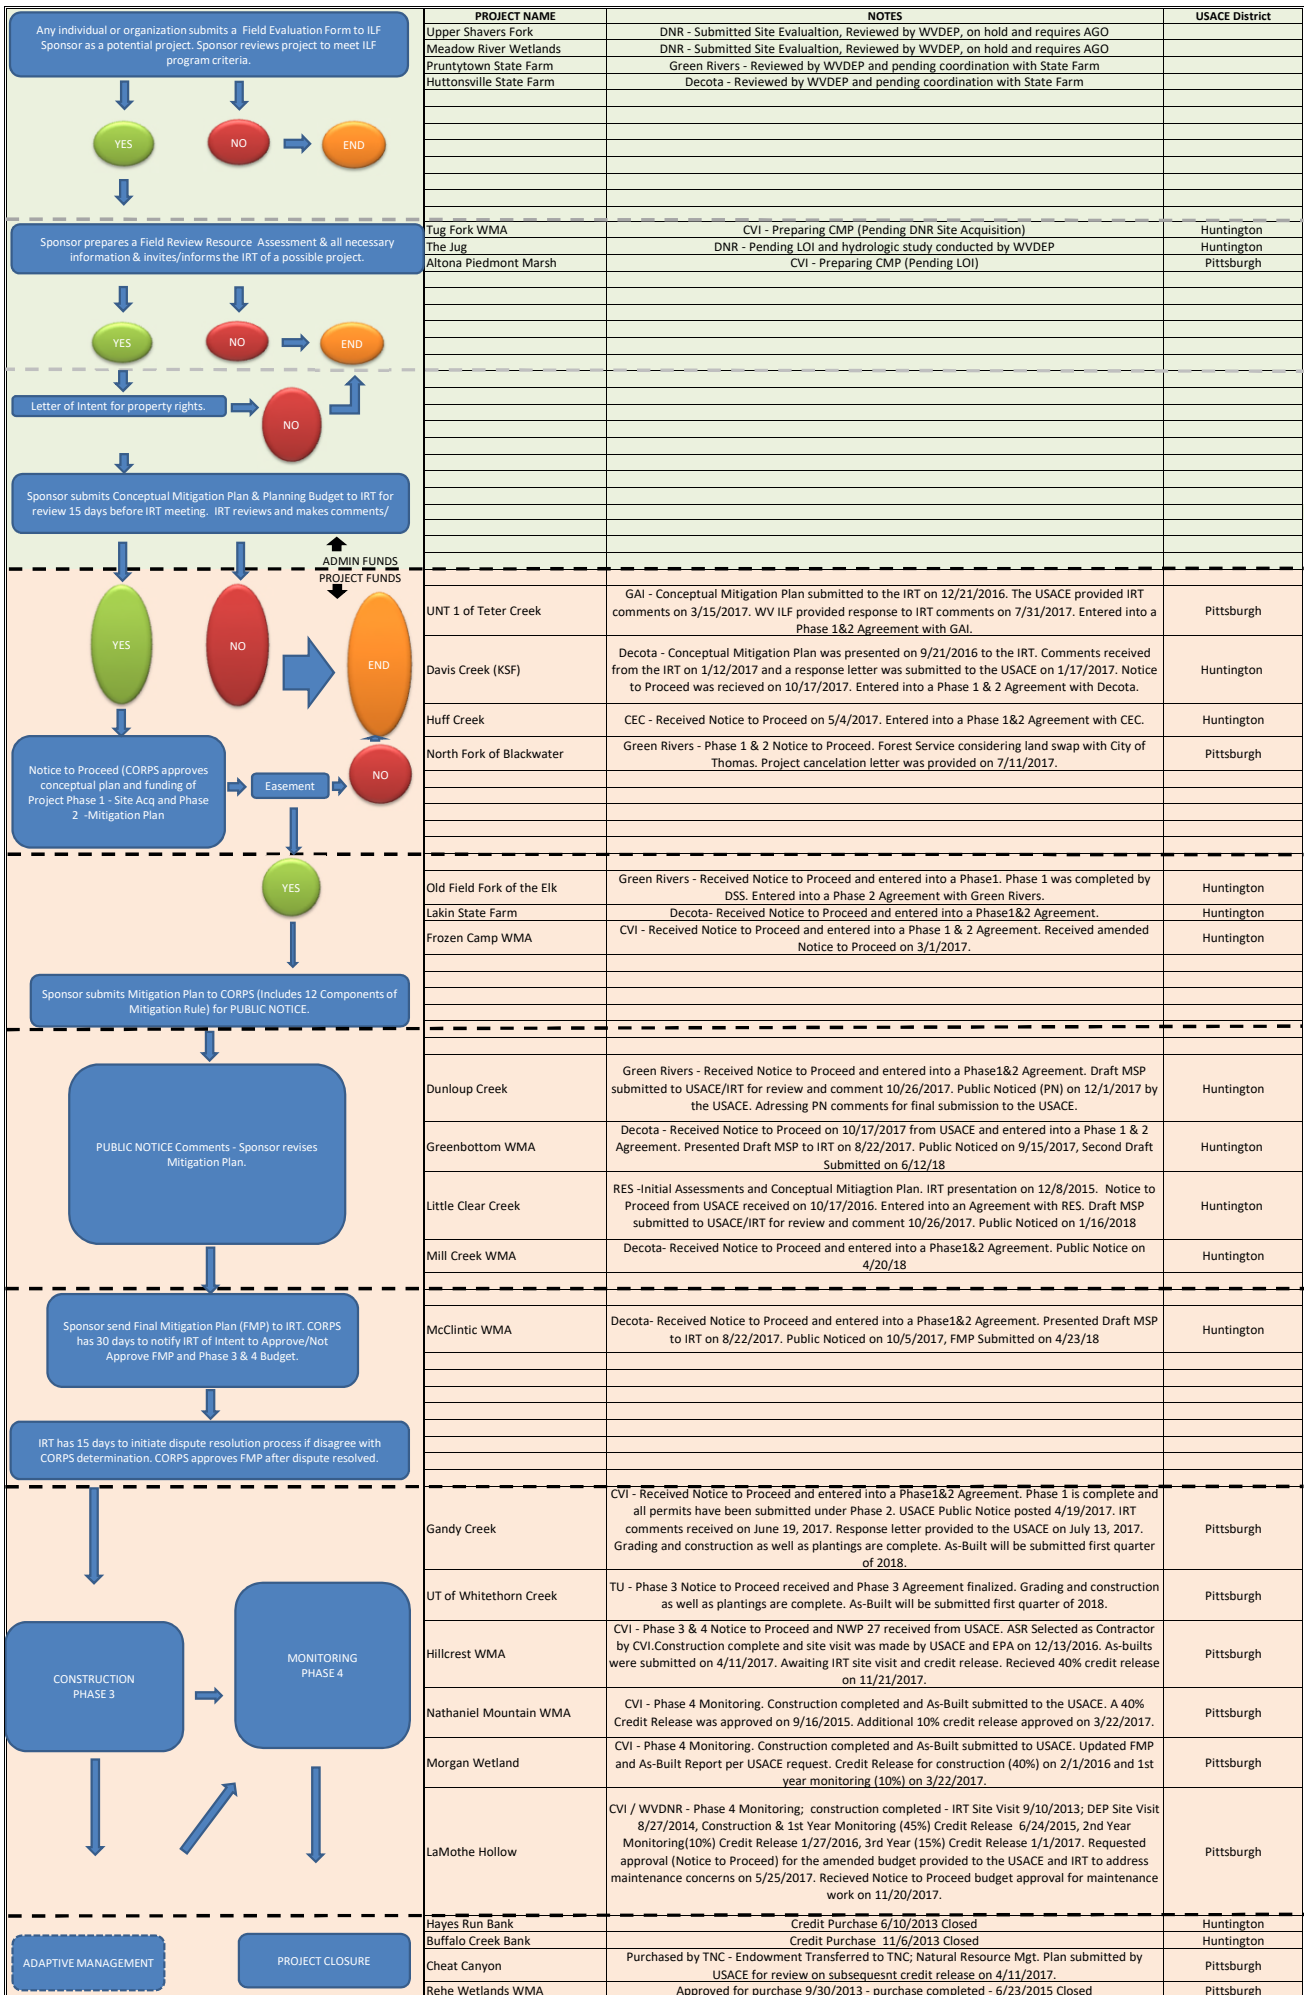 PROJECT NAME NOTES USACE District
Any individual or organization submits a Field Evaluation Form to ILF
Sponsor as a potential project. Sponsor reviews project to meet ILF
program criteria.
Upper Shavers Fork DNR - Submitted Site Evalualtion, Reviewed by WVDEP, on hold and requires AGO
Meadow River Wetlands DNR - Submitted Site Evalualtion, Reviewed by WVDEP, on hold and requires AGO
Pruntytown State Farm Green Rivers - Reviewed by WVDEP and pending coordination with State Farm
Huttonsville State Farm Decota - Reviewed by WVDEP and pending coordination with State Farm
YES NO END
Sponsor prepares a Field Review Resource Assessment & all necessary
information & invites/informs the IRT of a possible project.
Tug Fork WMA CVI - Preparing CMP (Pending DNR Site Acquisition) Huntington
The Jug DNR - Pending LOI and hydrologic study conducted by WVDEP Huntington
Altona Piedmont Marsh CVI - Preparing CMP (Pending LOI) Pittsburgh
YES NO END
Letter of Intent for property rights.
NO
Sponsor submits Conceptual Mitigation Plan & Planning Budget to IRT for
review 15 days before IRT meeting. IRT reviews and makes comments/
ADMIN FUNDS
PROJECT FUNDS
YES NO END
UNT 1 of Teter Creek
GAI - Conceptual Mitigation Plan submitted to the IRT on 12/21/2016. The USACE provided IRT
comments on 3/15/2017. WV ILF provided response to IRT comments on 7/31/2017. Entered into a
Phase 1&2 Agreement with GAI.
Pittsburgh
Davis Creek (KSF)
Decota - Conceptual Mitigation Plan was presented on 9/21/2016 to the IRT. Comments received
from the IRT on 1/12/2017 and a response letter was submitted to the USACE on 1/17/2017. Notice
to Proceed was recieved on 10/17/2017. Entered into a Phase 1 & 2 Agreement with Decota.
Huntington
Huff Creek CEC - Received Notice to Proceed on 5/4/2017. Entered into a Phase 1&2 Agreement with CEC. Huntington
North Fork of Blackwater
Green Rivers - Phase 1 & 2 Notice to Proceed. Forest Service considering land swap with City of
Thomas. Project cancelation letter was provided on 7/11/2017.
Pittsburgh
Notice to Proceed (CORPS approves
conceptual plan and funding of
Project Phase 1 - Site Acq and Phase
2 -Mitigation Plan
Easement
NO
YES
Old Field Fork of the Elk
Green Rivers - Received Notice to Proceed and entered into a Phase1. Phase 1 was completed by
DSS. Entered into a Phase 2 Agreement with Green Rivers.
Huntington
Lakin State Farm Decota- Received Notice to Proceed and entered into a Phase1&2 Agreement. Huntington
Frozen Camp WMA
CVI - Received Notice to Proceed and entered into a Phase 1 & 2 Agreement. Received amended
Notice to Proceed on 3/1/2017.
Huntington
Sponsor submits Mitigation Plan to CORPS (Includes 12 Components of
Mitigation Rule) for PUBLIC NOTICE.
PUBLIC NOTICE Comments - Sponsor revises
Mitigation Plan.
Dunloup Creek
Green Rivers - Received Notice to Proceed and entered into a Phase1&2 Agreement. Draft MSP
submitted to USACE/IRT for review and comment 10/26/2017. Public Noticed (PN) on 12/1/2017 by
the USACE. Adressing PN comments for final submission to the USACE.
Huntington
Greenbottom WMA
Decota - Received Notice to Proceed on 10/17/2017 from USACE and entered into a Phase 1 & 2
Agreement. Presented Draft MSP to IRT on 8/22/2017. Public Noticed on 9/15/2017, Second Draft
Submitted on 6/12/18
Huntington
Little Clear Creek
RES -Initial Assessments and Conceptual Mitiagtion Plan. IRT presentation on 12/8/2015. Notice to
Proceed from USACE received on 10/17/2016. Entered into an Agreement with RES. Draft MSP
submitted to USACE/IRT for review and comment 10/26/2017. Public Noticed on 1/16/2018
Huntington
Mill Creek WMA
Decota- Received Notice to Proceed and entered into a Phase1&2 Agreement. Public Notice on
4/20/18
Huntington
Sponsor send Final Mitigation Plan (FMP) to IRT. CORPS
has 30 days to notify IRT of Intent to Approve/Not
Approve FMP and Phase 3 & 4 Budget.
McClintic WMA
Decota- Received Notice to Proceed and entered into a Phase1&2 Agreement. Presented Draft MSP
to IRT on 8/22/2017. Public Noticed on 10/5/2017, FMP Submitted on 4/23/18
Huntington
IRT has 15 days to initiate dispute resolution process if disagree with
CORPS determination. CORPS approves FMP after dispute resolved.
Gandy Creek
CVI - Received Notice to Proceed and entered into a Phase1&2 Agreement. Phase 1 is complete and
all permits have been submitted under Phase 2. USACE Public Notice posted 4/19/2017. IRT
comments received on June 19, 2017. Response letter provided to the USACE on July 13, 2017.
Grading and construction as well as plantings are complete. As-Built will be submitted first quarter
of 2018.
Pittsburgh
UT of Whitethorn Creek
TU - Phase 3 Notice to Proceed received and Phase 3 Agreement finalized. Grading and construction
as well as plantings are complete. As-Built will be submitted first quarter of 2018.
Pittsburgh
CONSTRUCTION
PHASE 3
MONITORING
PHASE 4
Hillcrest WMA
CVI - Phase 3 & 4 Notice to Proceed and NWP 27 received from USACE. ASR Selected as Contractor
by CVI.Construction complete and site visit was made by USACE and EPA on 12/13/2016. As-builts
were submitted on 4/11/2017. Awaiting IRT site visit and credit release. Recieved 40% credit release
on 11/21/2017.
Pittsburgh
Nathaniel Mountain WMA
CVI - Phase 4 Monitoring. Construction completed and As-Built submitted to the USACE. A 40%
Credit Release was approved on 9/16/2015. Additional 10% credit release approved on 3/22/2017.
Pittsburgh
Morgan Wetland
CVI - Phase 4 Monitoring. Construction completed and As-Built submitted to USACE. Updated FMP
and As-Built Report per USACE request. Credit Release for construction (40%) on 2/1/2016 and 1st
year monitoring (10%) on 3/22/2017.
Pittsburgh
LaMothe Hollow
CVI / WVDNR - Phase 4 Monitoring; construction completed - IRT Site Visit 9/10/2013; DEP Site Visit
8/27/2014, Construction & 1st Year Monitoring (45%) Credit Release 6/24/2015, 2nd Year
Monitoring(10%) Credit Release 1/27/2016, 3rd Year (15%) Credit Release 1/1/2017. Requested
approval (Notice to Proceed) for the amended budget provided to the USACE and IRT to address
maintenance concerns on 5/25/2017. Recieved Notice to Proceed budget approval for maintenance
work on 11/20/2017.
Pittsburgh
Hayes Run Bank Credit Purchase 6/10/2013 Closed Huntington
Buffalo Creek Bank Credit Purchase 11/6/2013 Closed Huntington
ADAPTIVE MANAGEMENT PROJECT CLOSURE
Cheat Canyon
Purchased by TNC - Endowment Transferred to TNC; Natural Resource Mgt. Plan submitted by
USACE for review on subsequesnt credit release on 4/11/2017.
Pittsburgh
Rehe Wetlands WMA Approved for purchase 9/30/2013 - purchase completed - 6/23/2015 Closed Pittsburgh